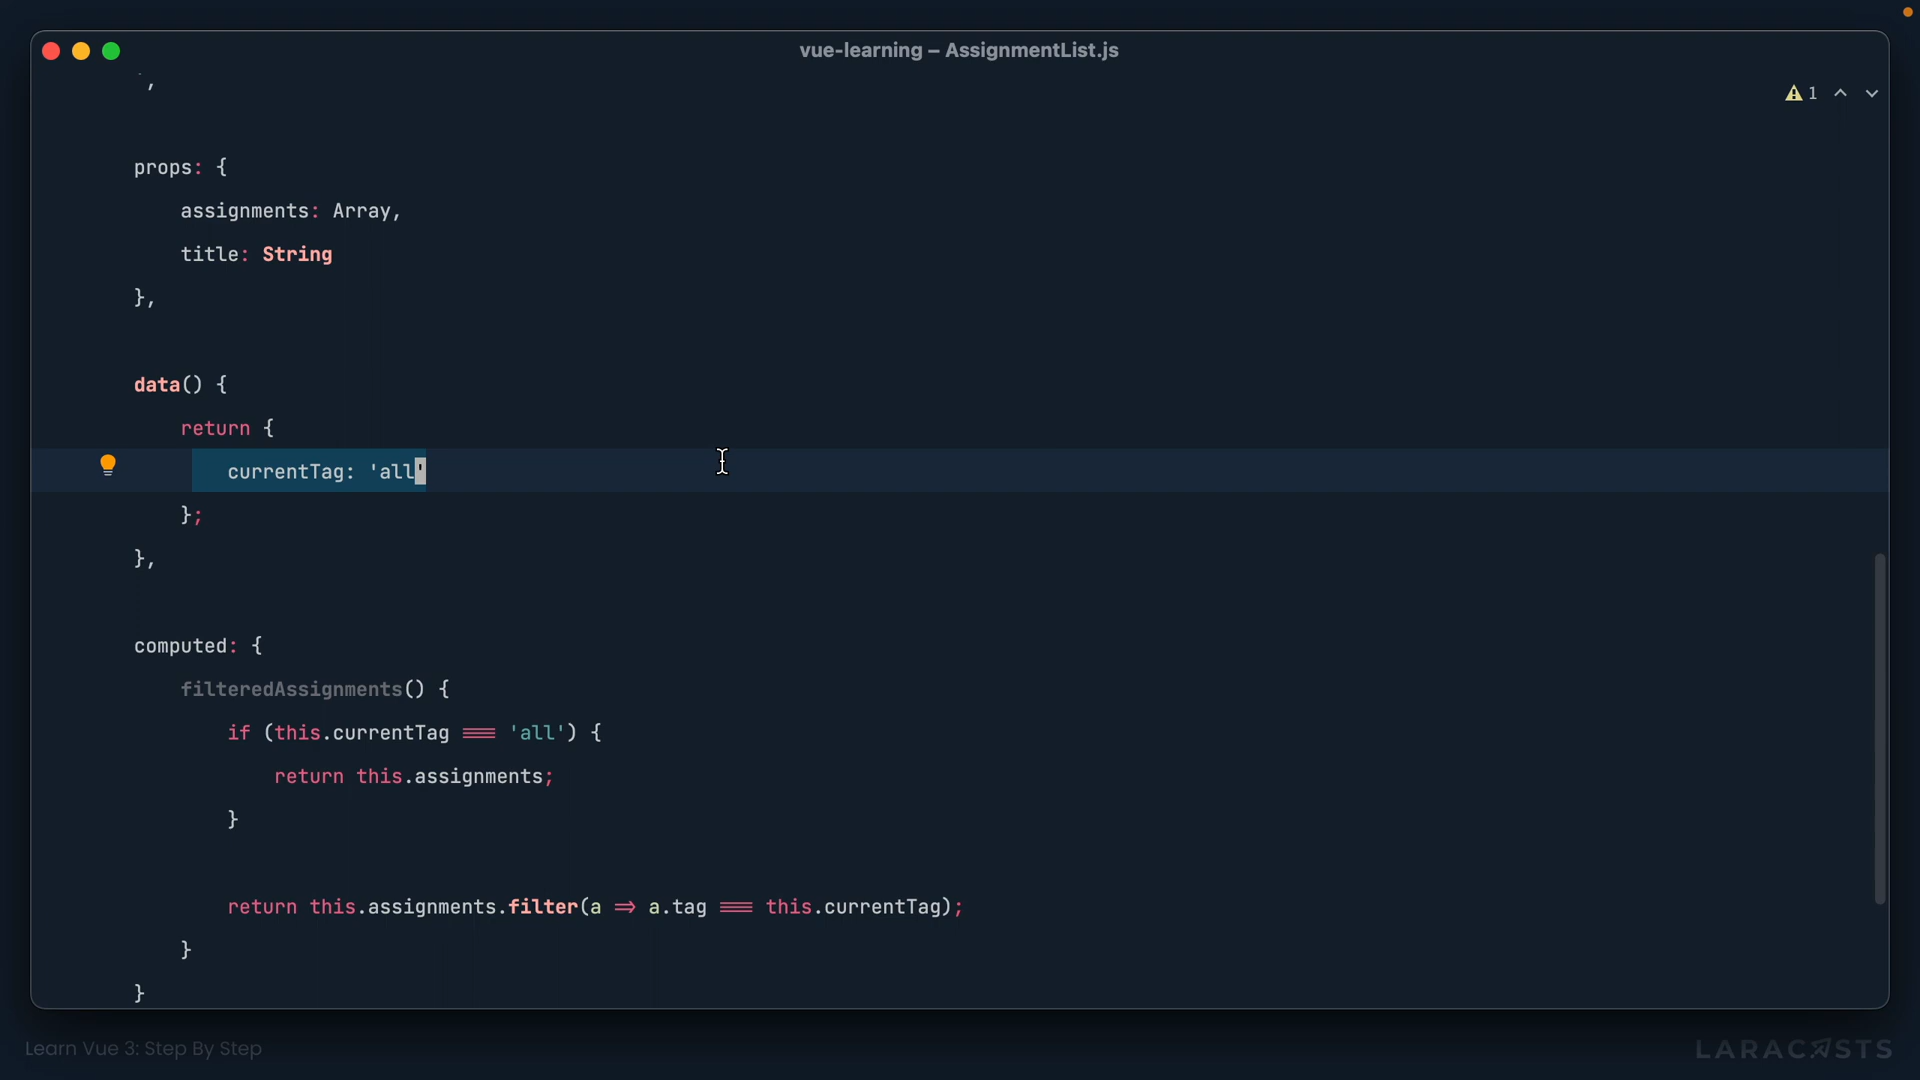 vue-learning – AssignmentList.js
`,
1
props: {
assignments: Array,
title: String
},
data() {
return {
currentTag: 'all'
};
},
computed: {
filteredAssignments() {
if (this.currentTag === 'all') {
return this.assignments;
}
return this.assignments.filter(a => a.tag === this.currentTag);
}
}
Learn Vue 3: Step By Step
LARACASTS